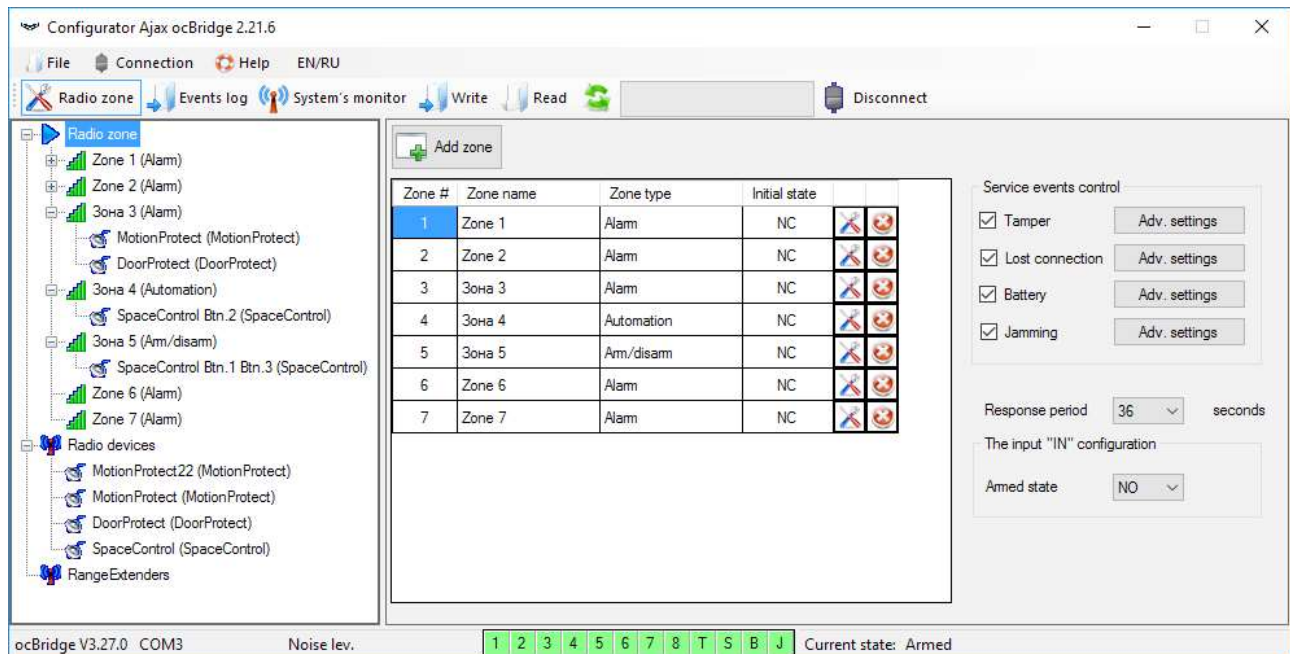 Configurator Ajax ocBridge 2.21.6
File Connection Help EN/RU
Radio zone Events log System's monitor Write Read Disconnect
Radio zone
Zone 1 (Alarm)
Zone 2 (Alarm)
Зона 3 (Alarm)
MotionProtect (MotionProtect)
DoorProtect (DoorProtect)
Зона 4 (Automation)
SpaceControl Btn.2 (SpaceControl)
Зона 5 (Arm/disarm)
SpaceControl Btn.1 Btn.3 (SpaceControl)
Zone 6 (Alarm)
Zone 7 (Alarm)
Radio devices
MotionProtect22 (MotionProtect)
MotionProtect (MotionProtect)
DoorProtect (DoorProtect)
SpaceControl (SpaceControl)
RangeExtenders
Add zone
Zone # Zone name Zone type Initial state
1 Zone 1 Alarm NC
2 Zone 2 Alarm NC
3 Зона 3 Alarm NC
4 Зона 4 Automation NC
5 Зона 5 Arm/disarm NC
6 Zone 6 Alarm NC
7 Zone 7 Alarm NC
Service events control
Tamper Adv. settings
Lost connection Adv. settings
Battery Adv. settings
Jamming Adv. settings
Response period 36 seconds
The input "IN" configuration
Armed state NO
ocBridge V3.27.0 COM3 Noise lev. 1 2 3 4 5 6 7 8 T S B J Current state: Armed